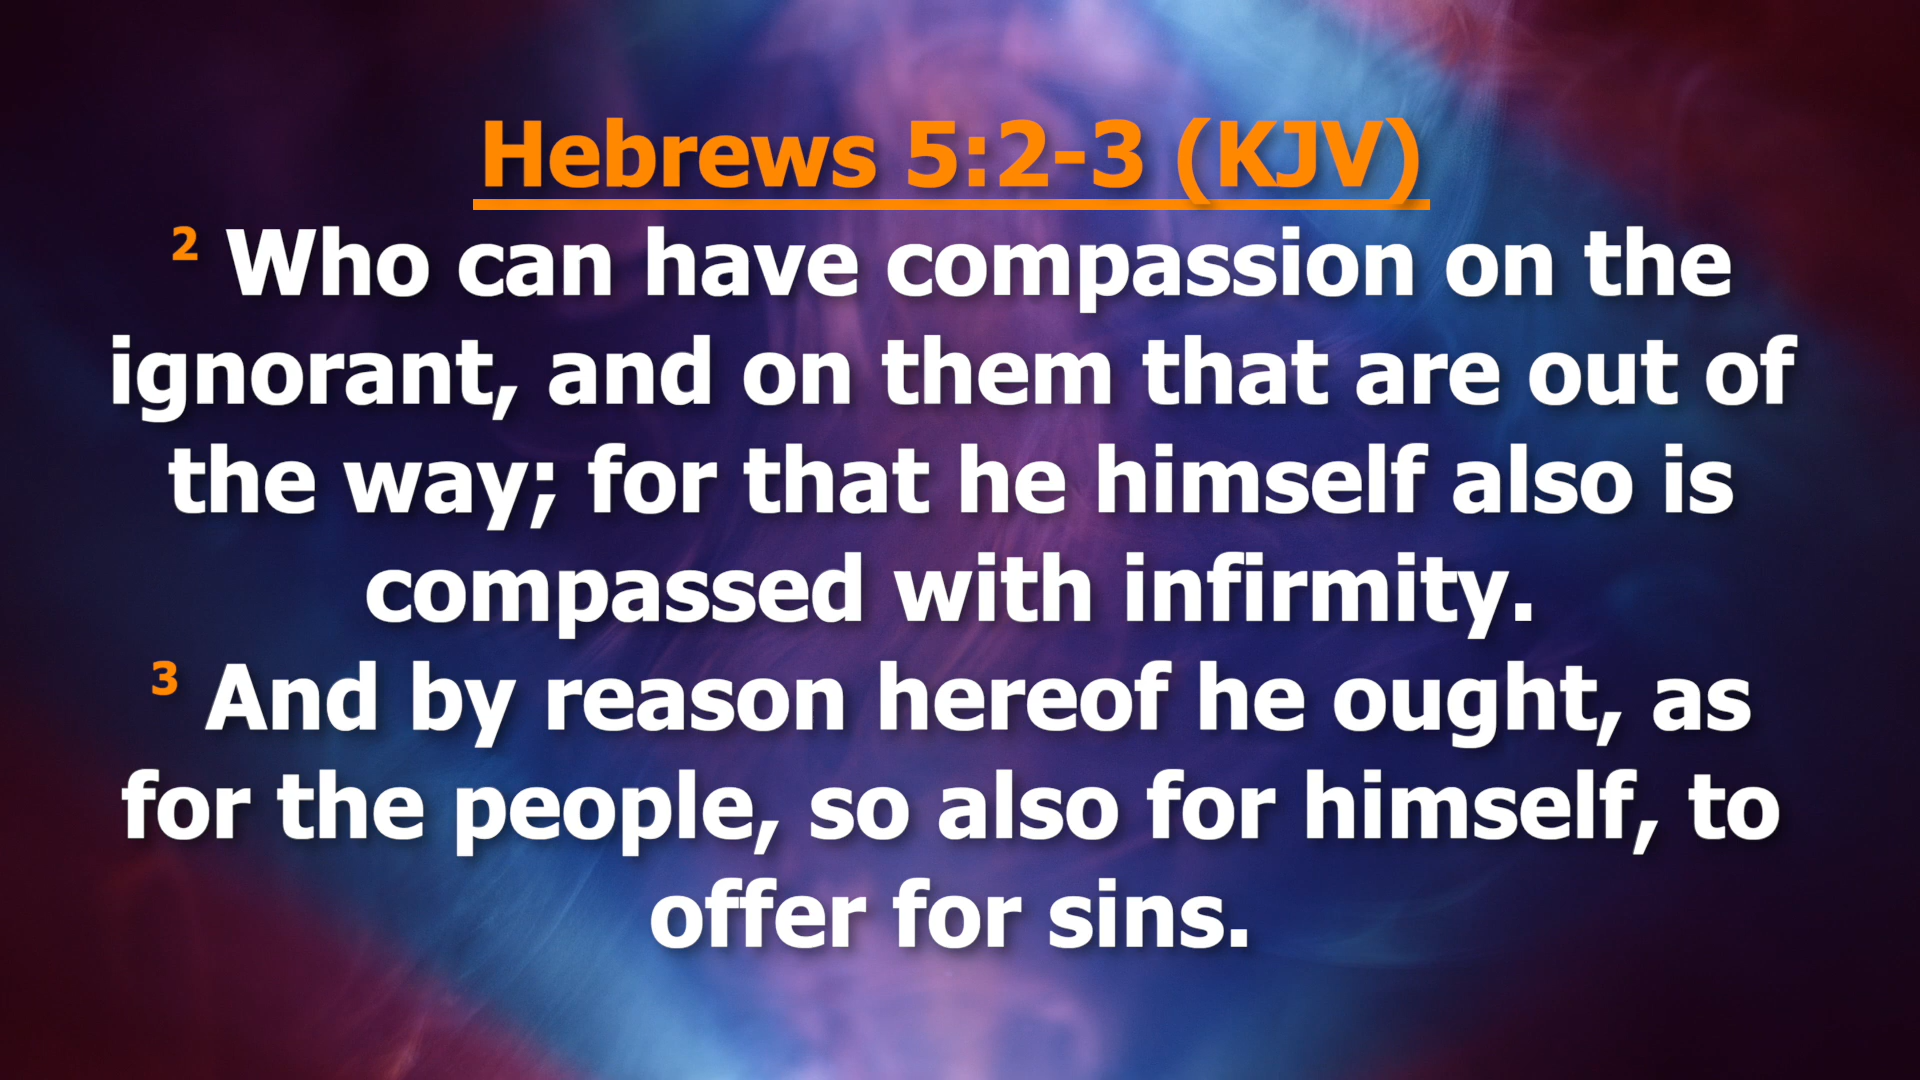 Hebrews 5:2-3 (KJV)
2 Who can have compassion on the
ignorant, and on them that are out of
the way; for that he himself also is
compassed with infirmity.
3 And by reason hereof he ought, as
for the people, so also for himself, to
offer for sins.